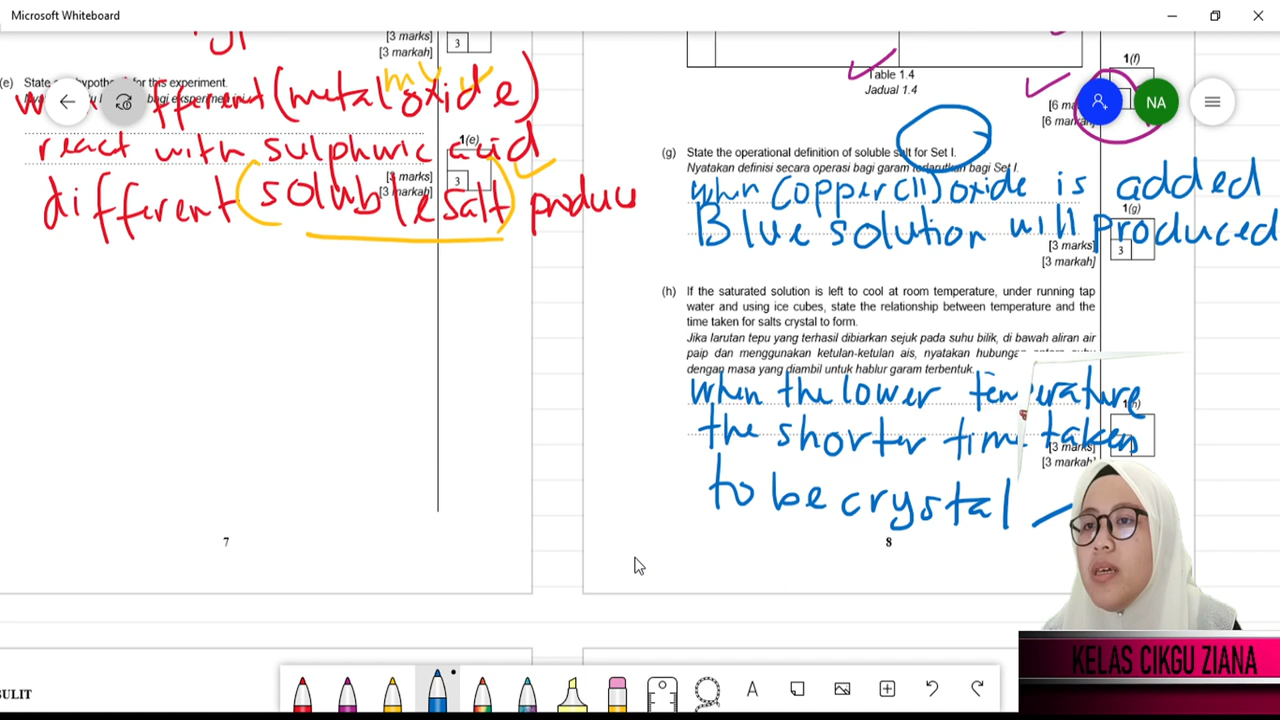 Microsoft Whiteboard
[3 marks]
[3 markah]
3
(e) State
hypoth
for this experiment.
bagi eksperimen ini
different (metal oxide)
react with sulphuric acid
1(e)
[3 marks]
[3 markah]
3
different soluble salt produc
7
SULIT
Table 1.4
Jadual 1.4
1(f)
[6 ma
[6 markah]
NA
(g) State the operational definition of soluble salt for Set I.
Nyatakan definisi secara operasi bagi garam terlarutkan bagi Set I.
when Copper(II) oxide is added
Blue solution will produced
1(g)
[3 marks]
[3 markah]
3
(h) If the saturated solution is left to cool at room temperature, under running tap
water and using ice cubes, state the relationship between temperature and the
time taken for salts crystal to form.
Jika larutan tepu yang terhasil dibiarkan sejuk pada suhu bilik, di bawah aliran air
paip dan menggunakan ketulan-ketulan ais, nyatakan hubungan
dengan masa yang diambil untuk hablur garam terbentuk.
when the lower temperature
the shorter time taken
[3 marks]
[3 markah]
to be crystal
8
KELAS CIKGU ZIANA